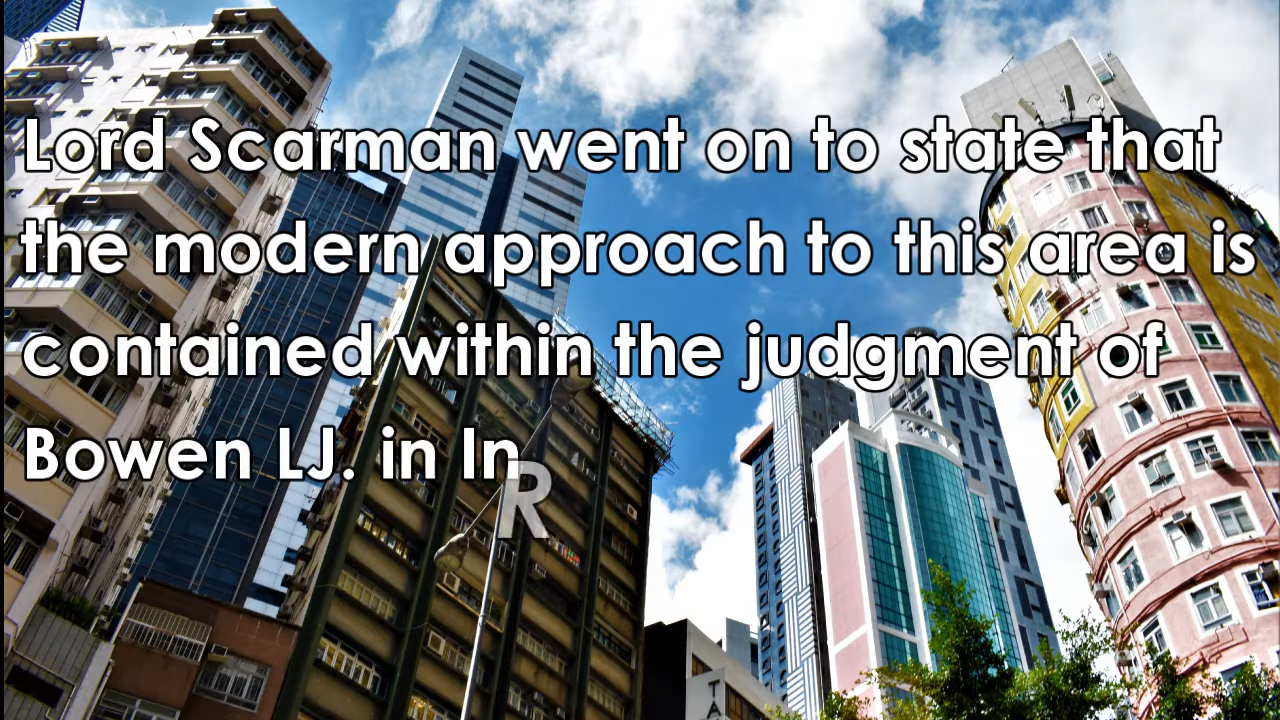 Lord Scarman went on to state that
the modern approach to this area is
contained within the judgment of
Bowen LJ. in In
R